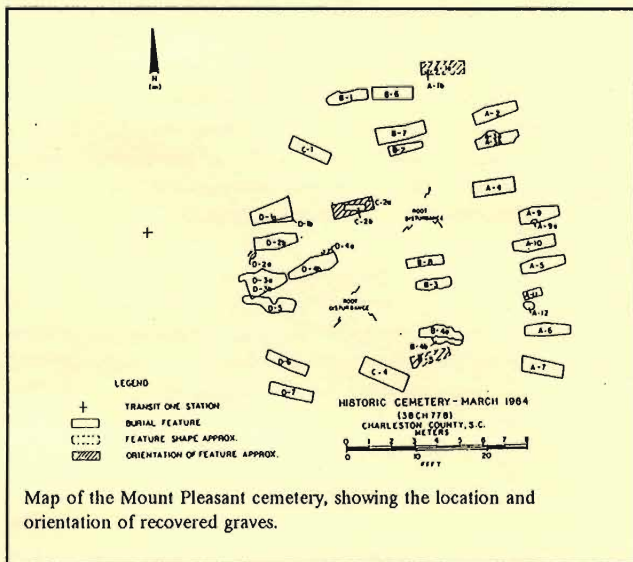 N
(m)
A-1b
B-1
B-6
A-2
B-7
B-2
C-1
A-4
C-2a
C-2b
D-1a
D-1b
ROOT
DISTURBANCE
A-9
A-9a
D-2b
D-4a
A-10
D-2a
D-4b
B-8
A-5
D-3a
D-3b
B-3
D-5
A-12
ROOT
DISTURBANCE
B-4a
A-6
B-4b
D-6
C-4
A-7
D-7
LEGEND
+ TRANSIT ONE STATION
BURIAL FEATURE
FEATURE SHAPE APPROX.
ORIENTATION OF FEATURE APPROX.
HISTORIC CEMETERY - MARCH 1984
(38CH778)
CHARLESTON COUNTY, S.C.
METERS
0 1 2 3 4 5 6 7 8
0 10 20
FEET
Map of the Mount Pleasant cemetery, showing the location and
orientation of recovered graves.